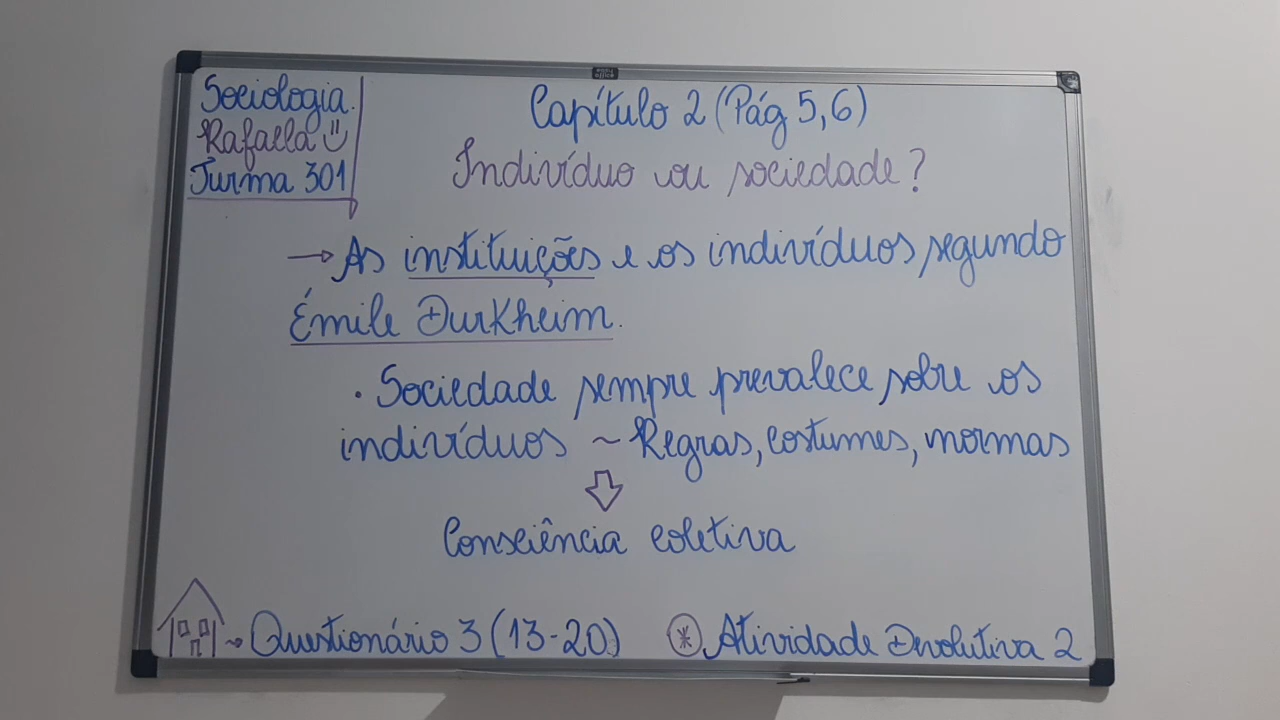 Sociologia.
Rafaella
Turma 301
Capítulo 2 (Pág 5,6)
Indivíduo ou sociedade?
→ As instituições e os indivíduos segundo
Émile Durkheim.
• Sociedade sempre prevalece sobre os
indivíduos ~ Regras, costumes, normas
Consciência coletiva
Questionário 3 (13-20)
* Atividade Devolutiva 2